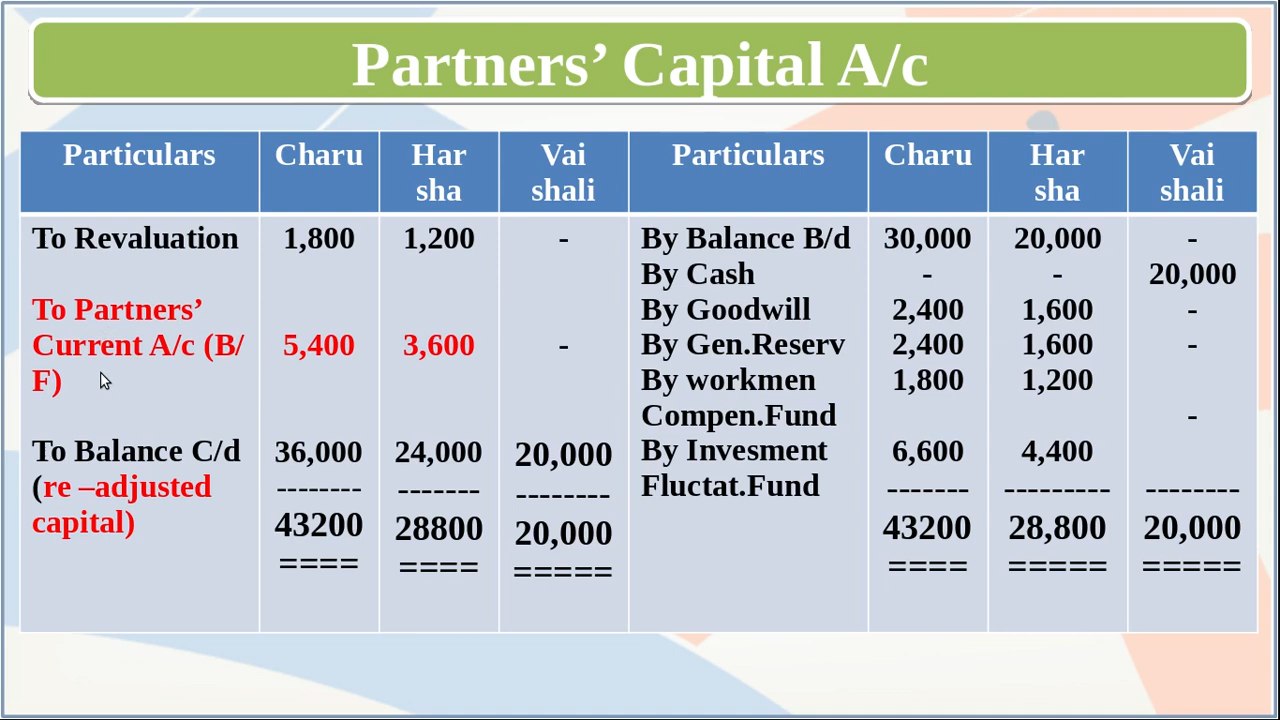 Partners’ Capital A/c
Particulars Charu Har Vai Particulars Charu Har Vai
sha shali sha shali
To Revaluation 1,800 1,200 - By Balance B/d 30,000 20,000 -
By Cash - - 20,000
To Partners’ By Goodwill 2,400 1,600 -
Current A/c (B/ 5,400 3,600 - By Gen.Reserv 2,400 1,600 -
F) By workmen 1,800 1,200
Compen.Fund -
To Balance C/d 36,000 24,000 20,000 By Invesment 6,600 4,400
(re –adjusted -------- ------- -------- Fluctat.Fund ------- --------- --------
capital) 43200 28800 20,000 43200 28,800 20,000
==== ==== ===== ==== ===== =====